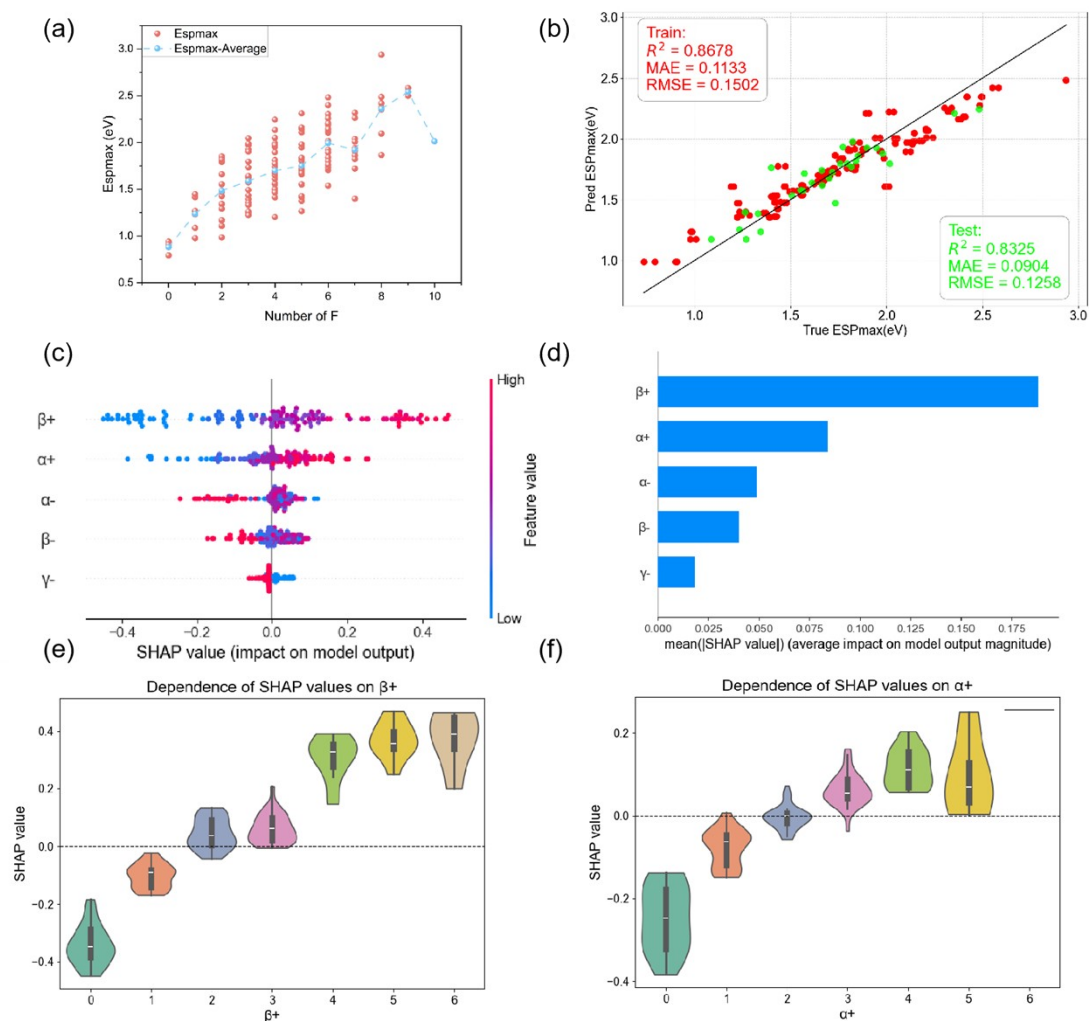 (a)
Espmax
Espmax-Average
Espmax (eV)
3.0
2.5
2.0
1.5
1.0
0.5
0 2 4 6 8 10
Number of F
(b)
Train:
R² = 0.8678
MAE = 0.1133
RMSE = 0.1502
Test:
R² = 0.8325
MAE = 0.0904
RMSE = 0.1258
Pred ESPmax(eV)
3.0
2.5
2.0
1.5
1.0
1.0 1.5 2.0 2.5 3.0
True ESPmax(eV)
(c)
β+
α+
α-
β-
γ-
−0.4 −0.2 0.0 0.2 0.4
SHAP value (impact on model output)
High
Feature value
Low
(d)
β+
α+
α-
β-
γ-
0.000 0.025 0.050 0.075 0.100 0.125 0.150 0.175
mean(|SHAP value|) (average impact on model output magnitude)
(e)
Dependence of SHAP values on β+
SHAP value
0.4
0.2
0.0
−0.2
−0.4
0 1 2 3 4 5 6
β+
(f)
Dependence of SHAP values on α+
SHAP value
0.2
0.0
−0.2
−0.4
0 1 2 3 4 5 6
α+